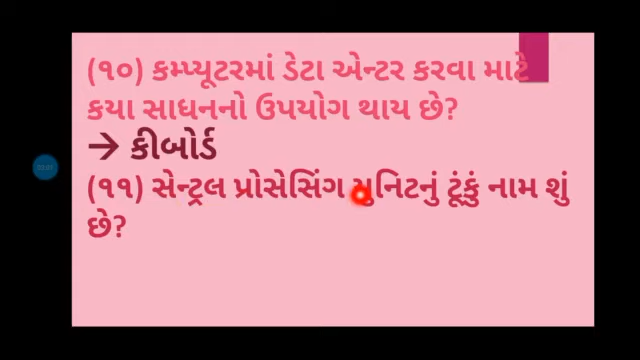 (૧૦) કમ્પ્યૂટરમાં ડેટા એન્ટર કરવા માટે
કયા સાધનનો ઉપયોગ થાય છે?
→ કીબોર્ડ
(૧૧) સેન્ટ્રલ પ્રોસેસિંગ યુનિટનું ટૂંકું નામ શું
છે?